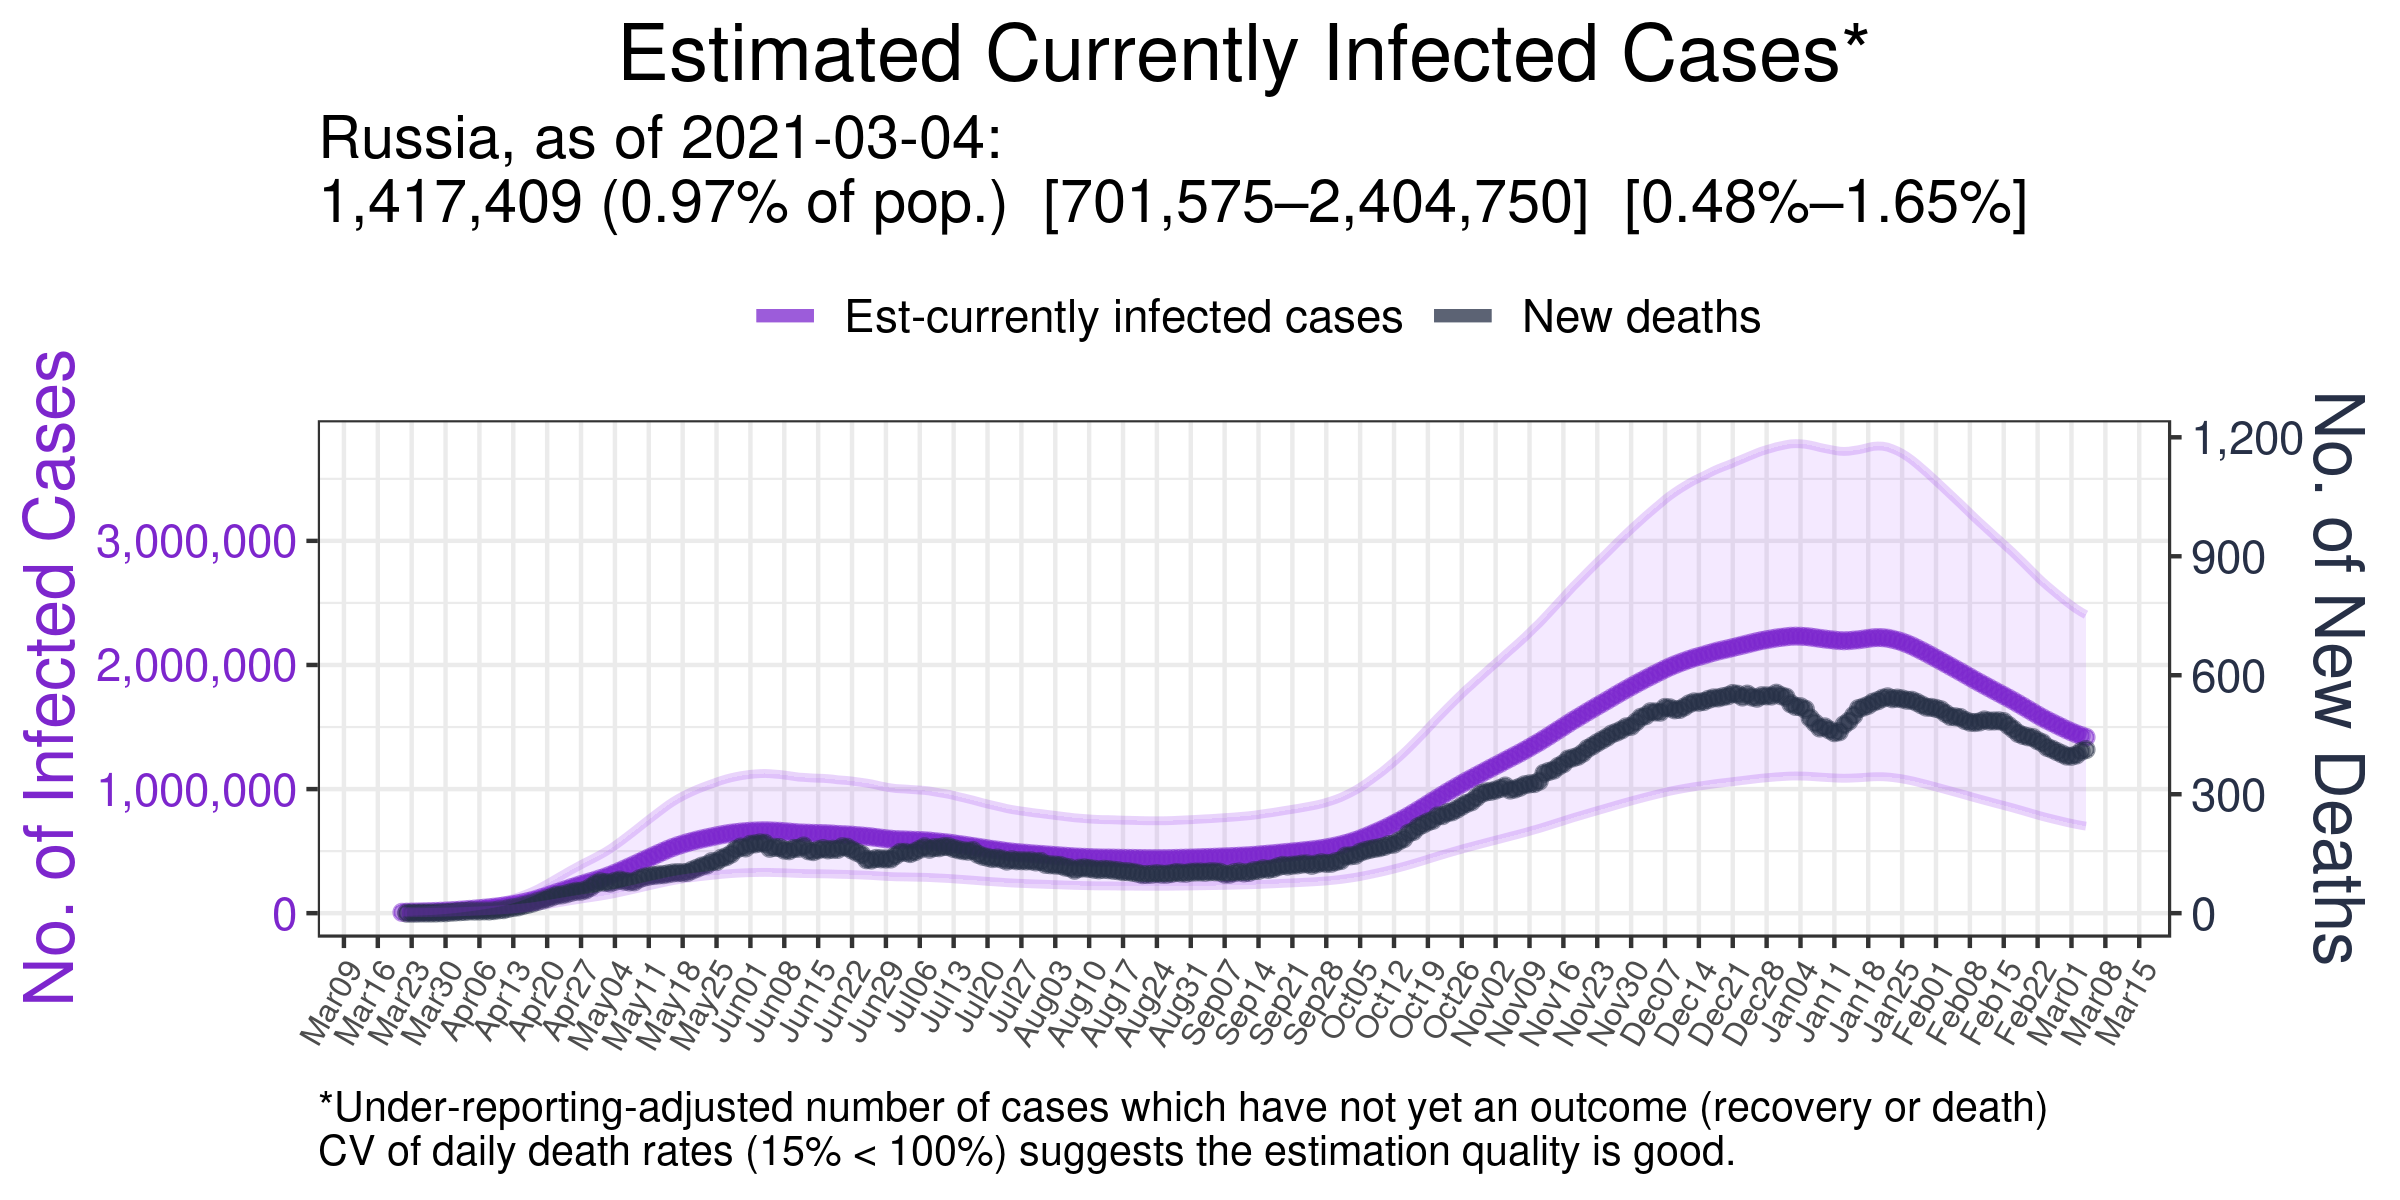 Estimated Currently Infected Cases*
Russia, as of 2021-03-04:
1,417,409 (0.97% of pop.) [701,575–2,404,750] [0.48%–1.65%]
Est-currently infected cases
New deaths
No. of Infected Cases
3,000,000
2,000,000
1,000,000
0
1,200
900
600
300
0
No. of New Deaths
Mar09
Mar16
Mar23
Mar30
Apr06
Apr13
Apr20
Apr27
May04
May11
May18
May25
Jun01
Jun08
Jun15
Jun22
Jun29
Jul06
Jul13
Jul20
Jul27
Aug03
Aug10
Aug17
Aug24
Aug31
Sep07
Sep14
Sep21
Sep28
Oct05
Oct12
Oct19
Oct26
Nov02
Nov09
Nov16
Nov23
Nov30
Dec07
Dec14
Dec21
Dec28
Jan04
Jan11
Jan18
Jan25
Feb01
Feb08
Feb15
Feb22
Mar01
Mar08
Mar15
*Under-reporting-adjusted number of cases which have not yet an outcome (recovery or death)
CV of daily death rates (15% < 100%) suggests the estimation quality is good.